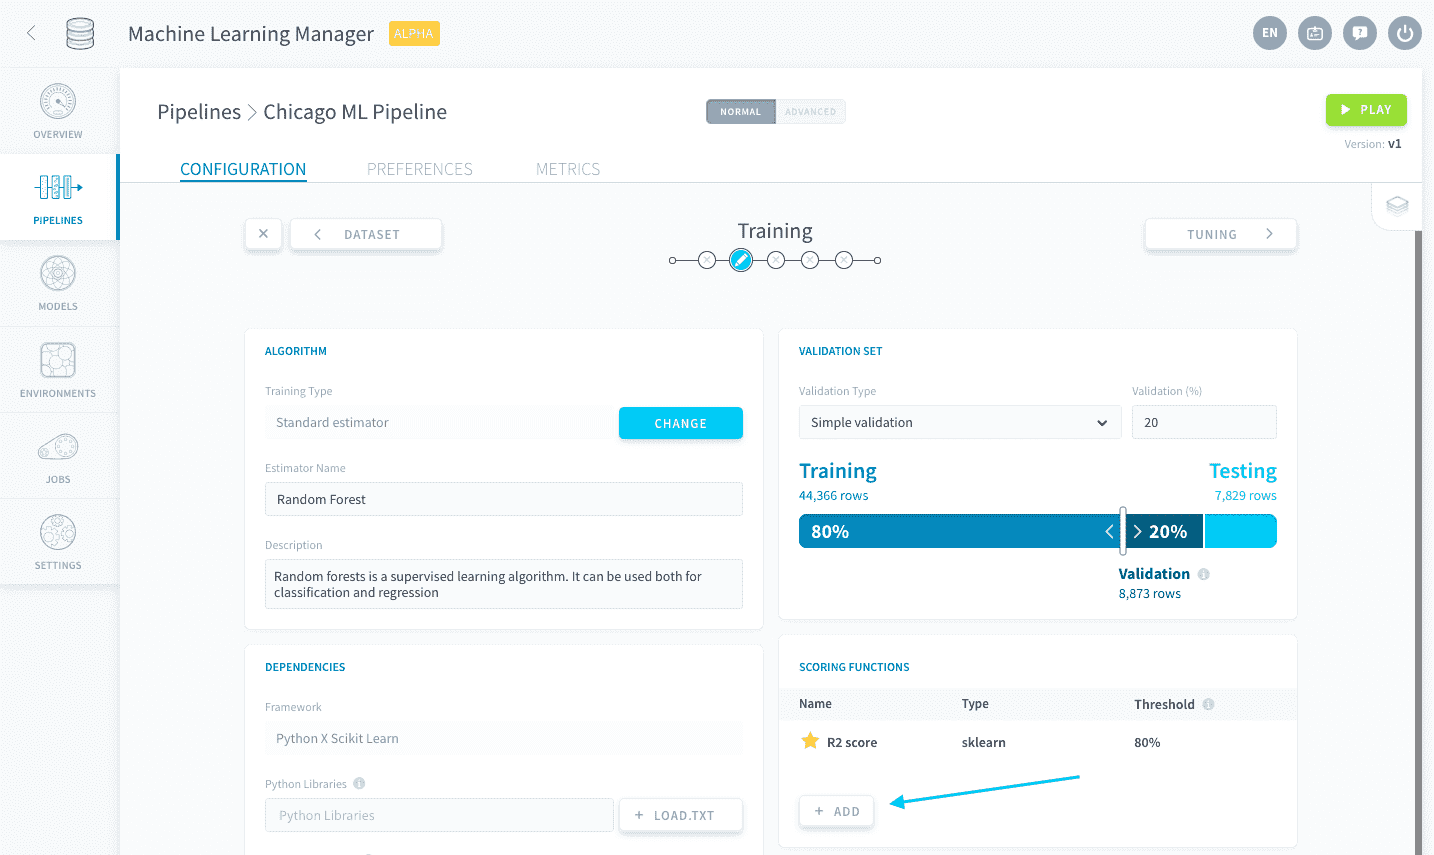 Machine Learning Manager ALPHA
EN
OVERVIEW
PIPELINES
MODELS
ENVIRONMENTS
JOBS
SETTINGS
Pipelines > Chicago ML Pipeline
NORMAL ADVANCED
PLAY
Version: v1
CONFIGURATION PREFERENCES METRICS
DATASET
Training
TUNING
ALGORITHM
Training Type
Standard estimator
CHANGE
Estimator Name
Random Forest
Description
Random forests is a supervised learning algorithm. It can be used both for
classification and regression
VALIDATION SET
Validation Type Validation (%)
Simple validation 20
Training Testing
44,366 rows 7,829 rows
80% 20%
Validation
8,873 rows
DEPENDENCIES
Framework
Python X Scikit Learn
Python Libraries
Python Libraries
+ LOAD.TXT
SCORING FUNCTIONS
Name Type Threshold
R2 score sklearn 80%
+ ADD